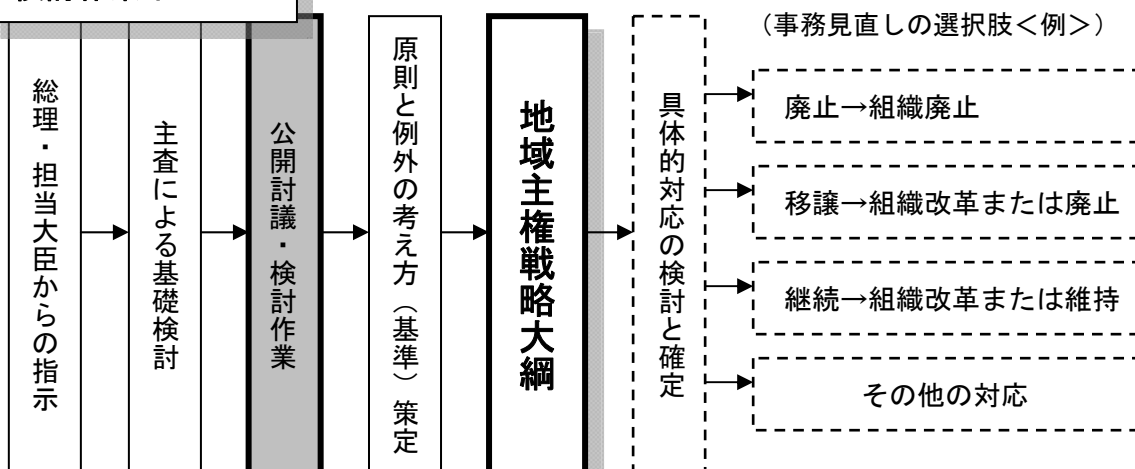 総理・担当大臣からの指示
主査による基礎検討
公開討議・検討作業
原則と例外の考え方（基準）策定
地域主権戦略大綱
具体的対応の検討と確定
（事務見直しの選択肢＜例＞）
廃止→組織廃止
移譲→組織改革または廃止
継続→組織改革または維持
その他の対応